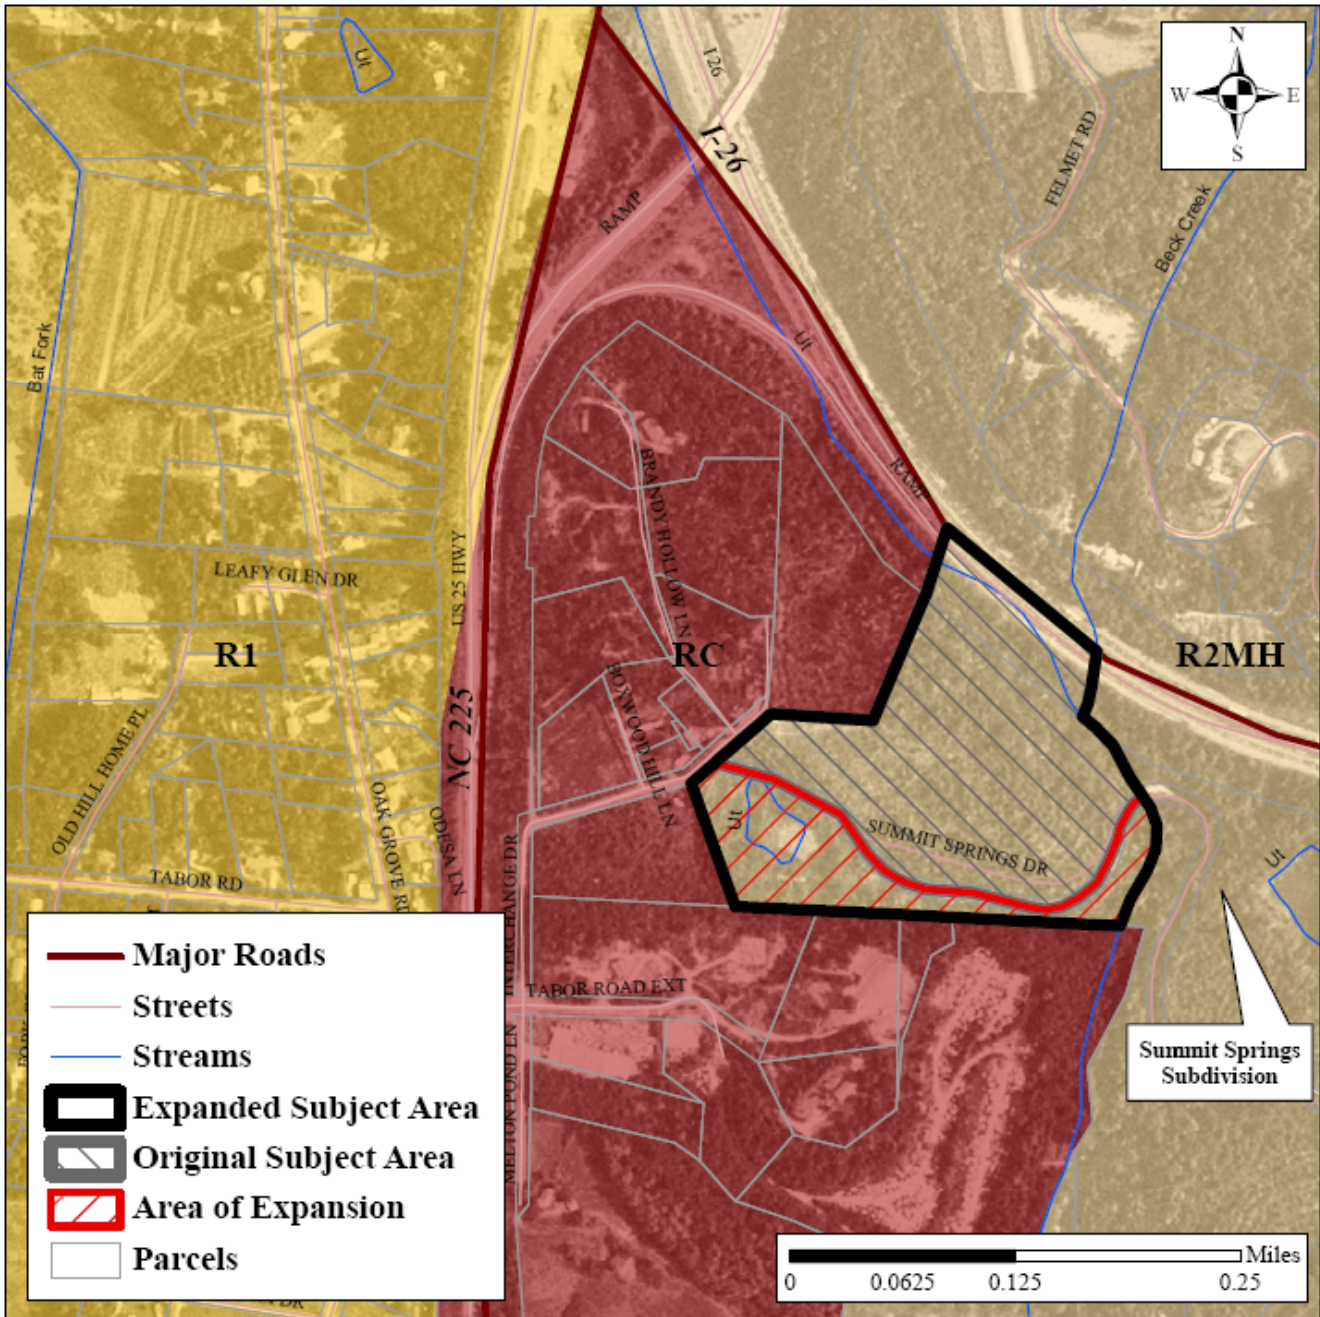 N
W E
S
Ut
I 26
I-26
FELMET RD
RAMP
Beck Creek
Bat Fork
Ut
RAMP
BRANDY HOLLOW LN
LEAFY GLEN DR
US 25 HWY
R1
RC
R2MH
BOXWOOD HILL LN
NC 225
OLD HILL HOME PL
OAK GROVE RD
ODESA LN
Ut
SUMMIT SPRINGS DR
Ut
TABOR RD
INTERCHANGE DR
TABOR ROAD EXT
MELTON POND LN
Summit Springs
Subdivision
Major Roads
Streets
Streams
Expanded Subject Area
Original Subject Area
Area of Expansion
Parcels
Miles
0 0.0625 0.125 0.25